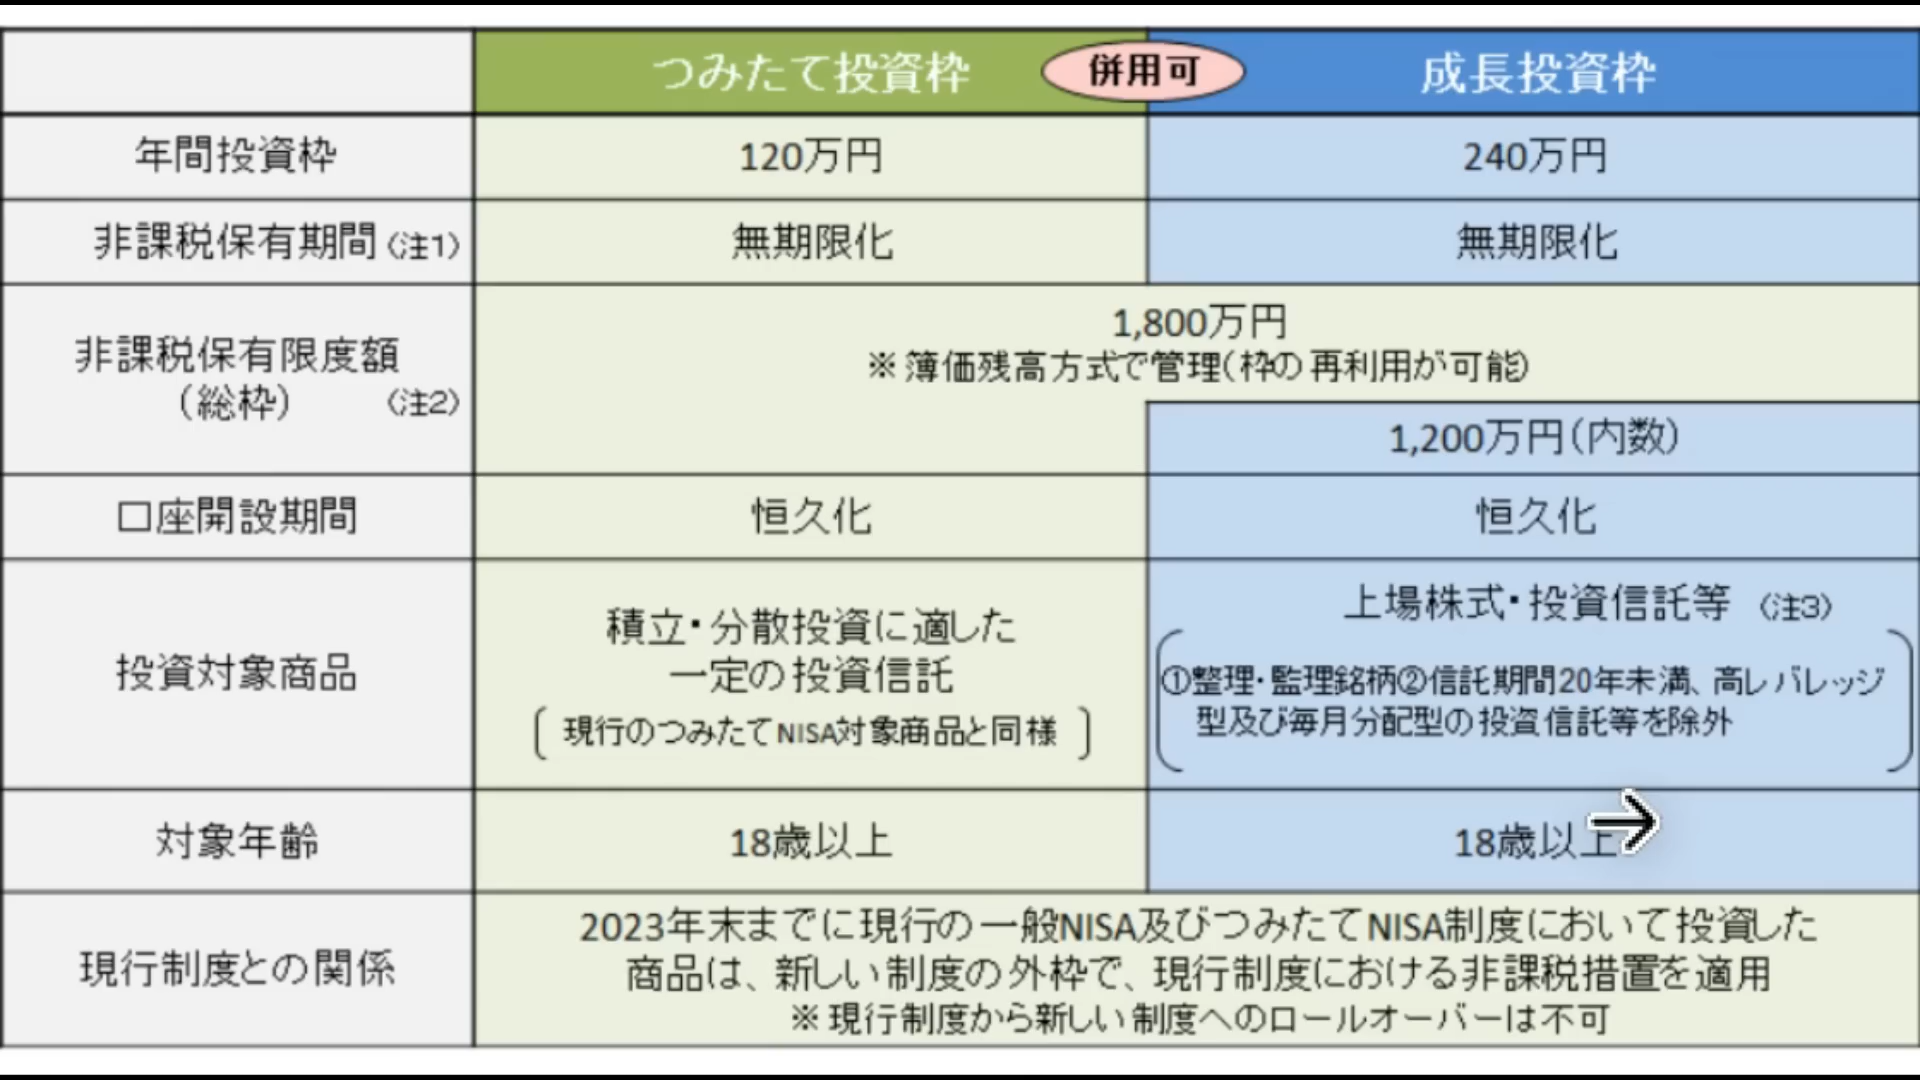 つみたて投資枠 併用可 成長投資枠
年間投資枠 120万円 240万円
非課税保有期間(注1) 無期限化 無期限化
非課税保有限度額
(総枠) (注2)
1,800万円
※簿価残高方式で管理(枠の再利用が可能)
1,200万円(内数)
口座開設期間 恒久化 恒久化
投資対象商品
積立・分散投資に適した
一定の投資信託
〔現行のつみたてNISA対象商品と同様〕
上場株式・投資信託等 (注3)
①整理・監理銘柄②信託期間20年未満、高レバレッジ
型及び毎月分配型の投資信託等を除外
対象年齢 18歳以上 18歳以上
現行制度との関係
2023年末までに現行の一般NISA及びつみたてNISA制度において投資した
商品は、新しい制度の外枠で、現行制度における非課税措置を適用
※現行制度から新しい制度へのロールオーバーは不可